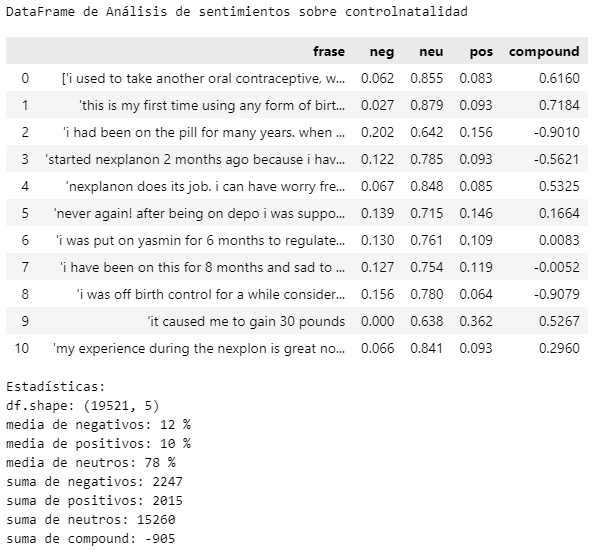 DataFrame de Análisis de sentimientos sobre controlnatalidad
frase neg neu pos compound
0 ['i used to take another oral contraceptive, w... 0.062 0.855 0.083 0.6160
1 'this is my first time using any form of birt... 0.027 0.879 0.093 0.7184
2 'i had been on the pill for many years. when ... 0.202 0.642 0.156 -0.9010
3 'started nexplanon 2 months ago because i hav... 0.122 0.785 0.093 -0.5621
4 'nexplanon does its job. i can have worry fre... 0.067 0.848 0.085 0.5325
5 'never again! after being on depo i was suppo... 0.139 0.715 0.146 0.1664
6 'i was put on yasmin for 6 months to regulate... 0.130 0.761 0.109 0.0083
7 'i have been on this for 8 months and sad to ... 0.127 0.754 0.119 -0.0052
8 'i was off birth control for a while consider... 0.156 0.780 0.064 -0.9079
9 'it caused me to gain 30 pounds 0.000 0.638 0.362 0.5267
10 'my experience during the nexplon is great no... 0.066 0.841 0.093 0.2960
Estadísticas:
df.shape: (19521, 5)
media de negativos: 12 %
media de positivos: 10 %
media de neutros: 78 %
suma de negativos: 2247
suma de positivos: 2015
suma de neutros: 15260
suma de compound: -905